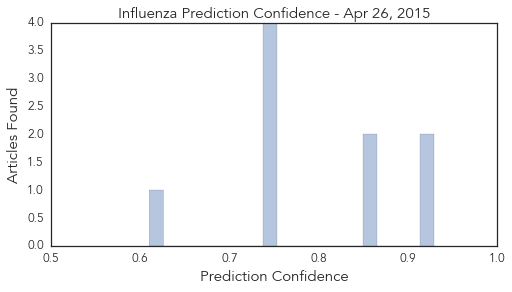 Influenza Prediction Confidence - Apr 26, 2015
4.0
3.5
3.0
2.5
2.0
1.5
1.0
0.5
0.0
Articles Found
0.5 0.6 0.7 0.8 0.9 1.0
Prediction Confidence